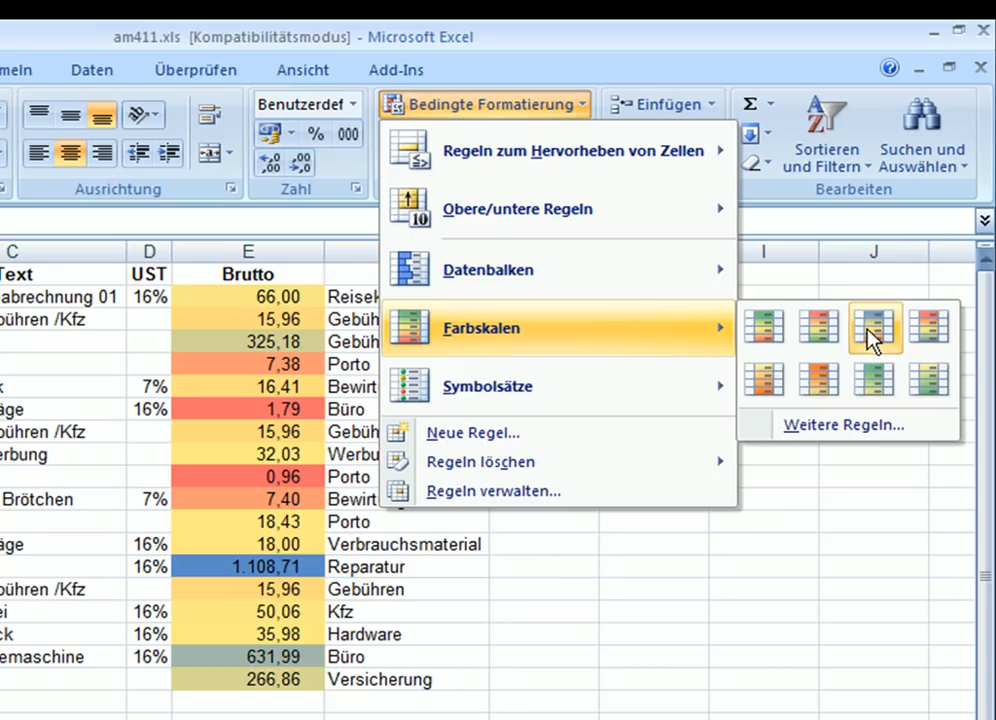 am411.xls [Kompatibilitätsmodus] - Microsoft Excel
meln Daten Überprüfen Ansicht Add-Ins
Benutzerdef Bedingte Formatierung Einfügen Σ
% 000
Sortieren und Filtern
Suchen und Auswählen
Ausrichtung Zahl Bearbeiten
Regeln zum Hervorheben von Zellen
Obere/untere Regeln
Datenbalken
Farbskalen
Symbolsätze
Neue Regel...
Regeln löschen
Regeln verwalten...
Weitere Regeln...
C D E I J
Text UST Brutto
abrechnung 01 16% 66,00 Reisek
bühren /Kfz 15,96 Gebüh
325,18 Gebüh
7,38 Porto
k 7% 16,41 Bewirt
äge 16% 1,79 Büro
bühren /Kfz 15,96 Gebüh
erbung 32,03 Werbu
0,96 Porto
Brötchen 7% 7,40 Bewirt
18,43 Porto
äge 16% 18,00 Verbrauchsmaterial
16% 1.108,71 Reparatur
bühren /Kfz 15,96 Gebühren
ei 16% 50,06 Kfz
ck 16% 35,98 Hardware
emaschine 16% 631,99 Büro
266,86 Versicherung